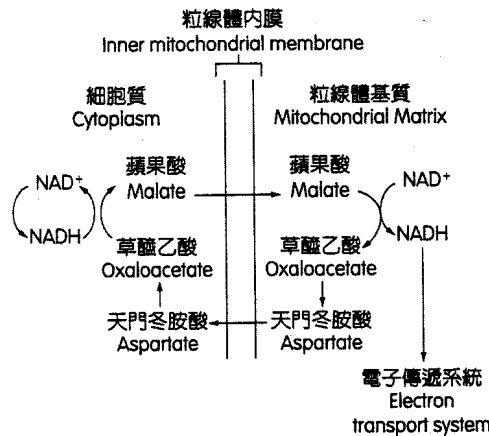 粒線體內膜
Inner mitochondrial membrane
細胞質
Cytoplasm
粒線體基質
Mitochondrial Matrix
蘋果酸
Malate
蘋果酸
Malate
NAD+
NADH
NAD+
NADH
草醯乙酸
Oxaloacetate
草醯乙酸
Oxaloacetate
天門冬胺酸
Aspartate
天門冬胺酸
Aspartate
電子傳遞系統
Electron
transport system